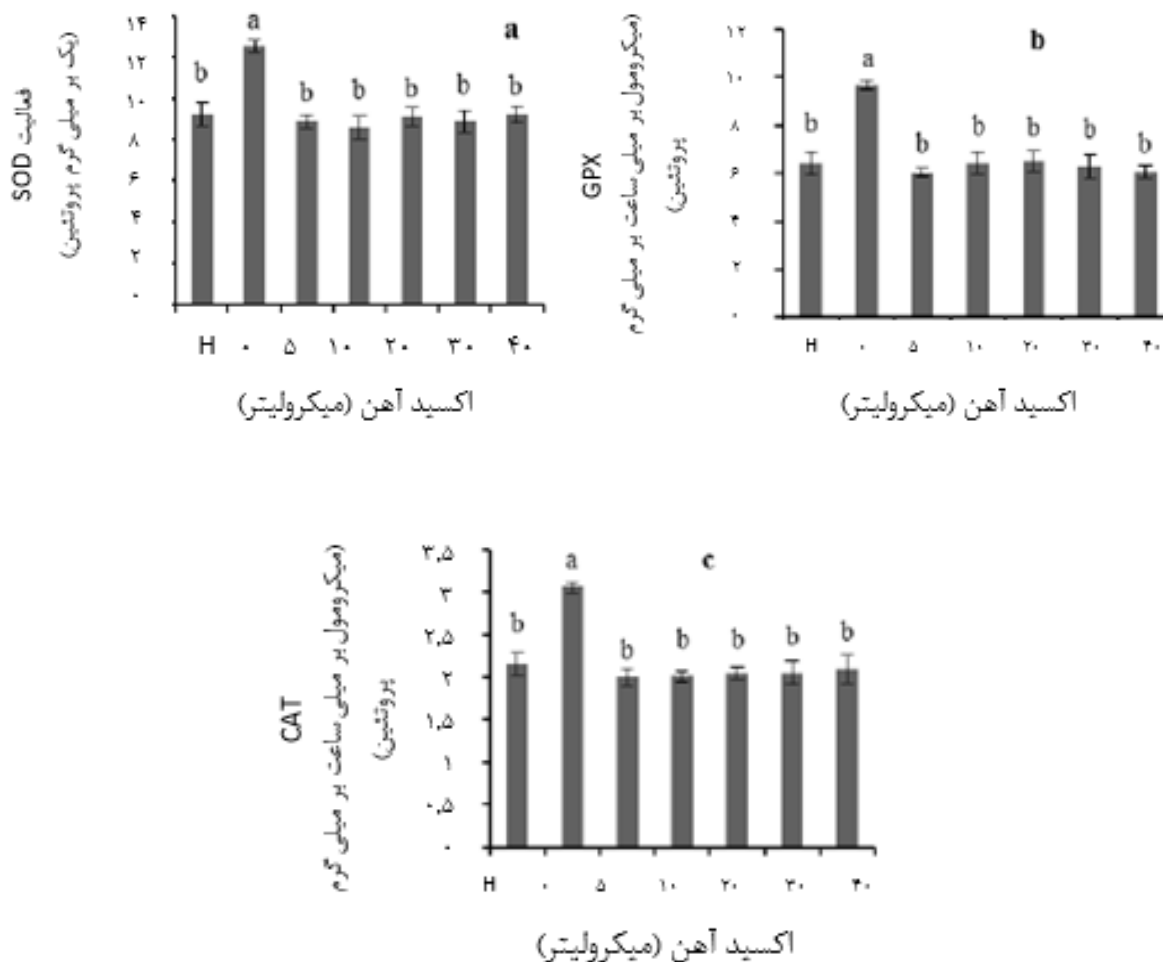 a
فعالیت SOD
(یک بر میلی گرم پروتئین)
۱۴
۱۲
۱۰
۸
۶
۴
۲
۰
b a b b b b b
H ۰ ۵ ۱۰ ۲۰ ۳۰ ۴۰
اکسید آهن (میکرولیتر)
b
GPX
(میکرومول بر میلی ساعت بر میلی گرم
پروتئین)
۱۲
۱۰
۸
۶
۴
۲
۰
b a b b b b b
H ۰ ۵ ۱۰ ۲۰ ۳۰ ۴۰
اکسید آهن (میکرولیتر)
c
CAT
(میکرومول بر میلی ساعت بر میلی گرم
پروتئین)
۳,۵
۳
۲,۵
۲
۱,۵
۱
۰,۵
۰
b a b b b b b
H ۰ ۵ ۱۰ ۲۰ ۳۰ ۴۰
اکسید آهن (میکرولیتر)